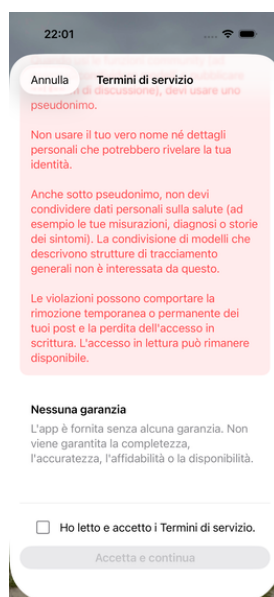 22:01
Annulla
Termini di servizio
di discussione), devi usare uno
pseudonimo.
Non usare il tuo vero nome né dettagli
personali che potrebbero rivelare la tua
identità.
Anche sotto pseudonimo, non devi
condividere dati personali sulla salute (ad
esempio le tue misurazioni, diagnosi o storie
dei sintomi). La condivisione di modelli che
descrivono strutture di tracciamento
generali non è interessata da questo.
Le violazioni possono comportare la
rimozione temporanea o permanente dei
tuoi post e la perdita dell'accesso in
scrittura. L'accesso in lettura può rimanere
disponibile.
Nessuna garanzia
L'app è fornita senza alcuna garanzia. Non
viene garantita la completezza,
l'accuratezza, l'affidabilità o la disponibilità.
Ho letto e accetto i Termini di servizio.
Accetta e continua